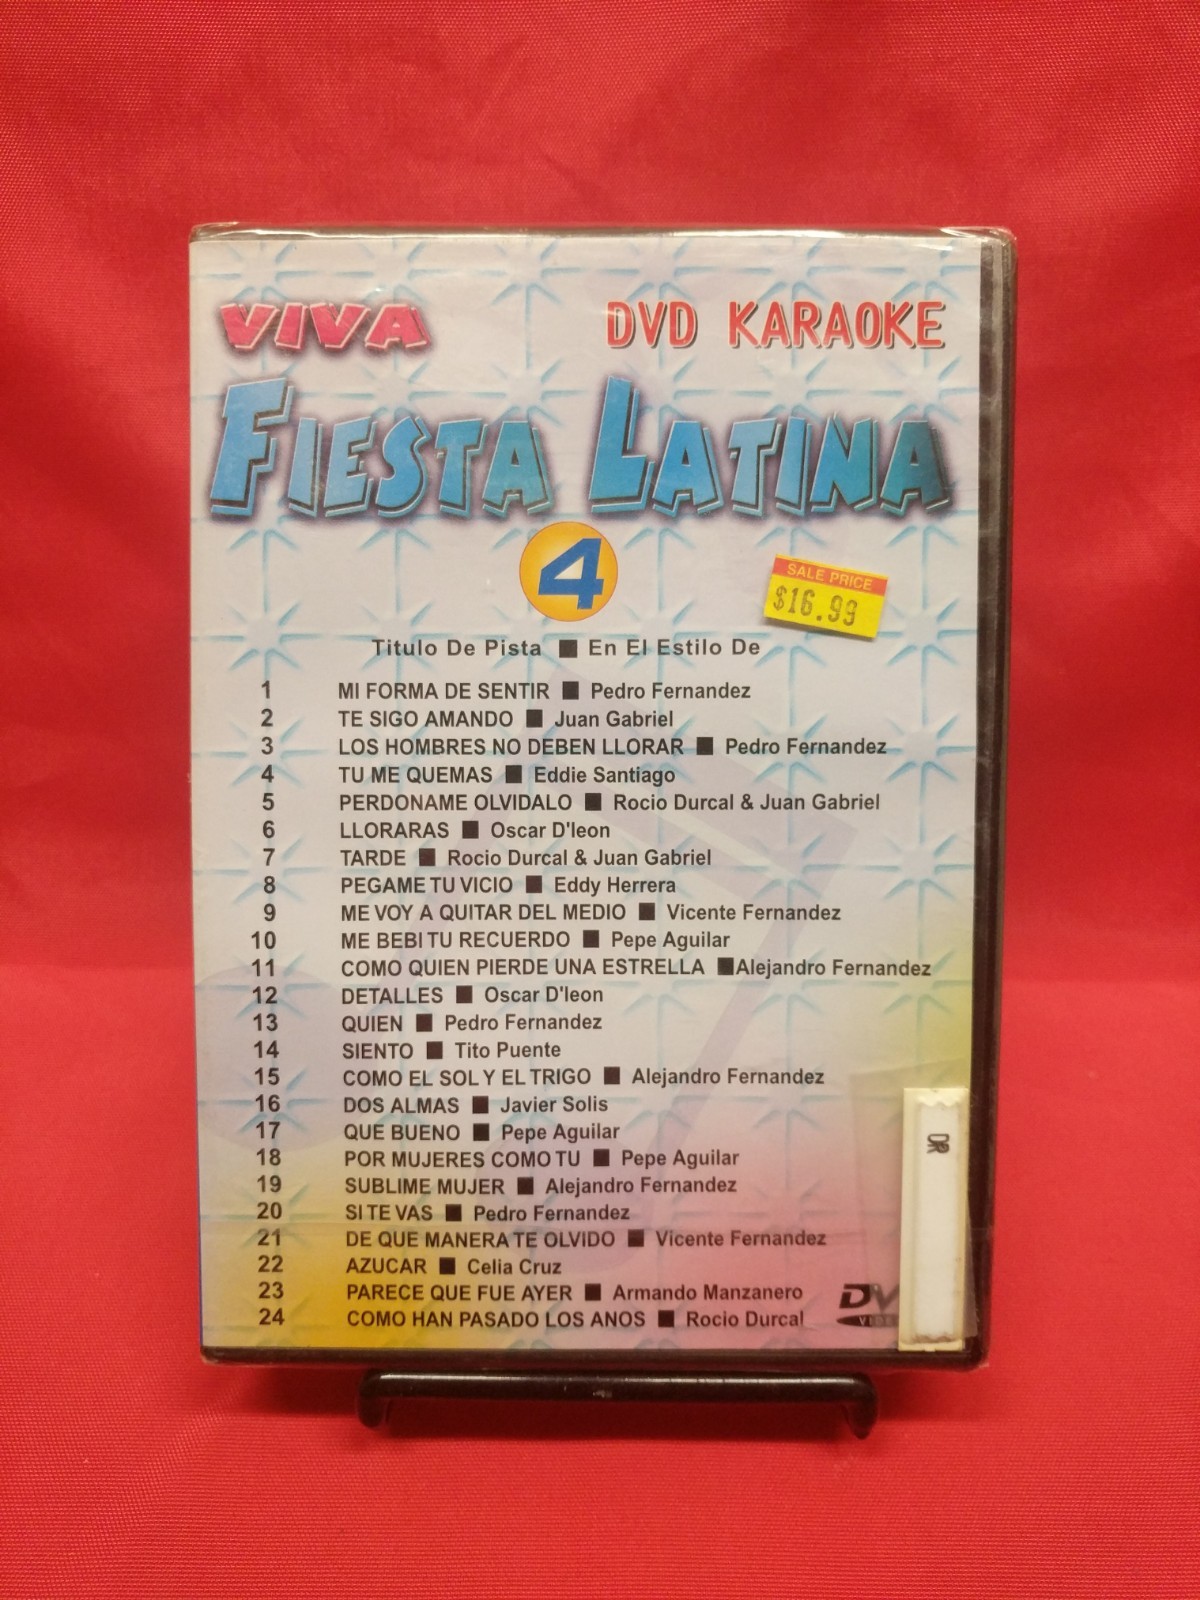 VIVA
DVD KARAOKE
FIESTA LATINA
4
SALE PRICE
$16.99
Titulo De Pista ■ En El Estilo De
1 MI FORMA DE SENTIR ■ Pedro Fernandez
2 TE SIGO AMANDO ■ Juan Gabriel
3 LOS HOMBRES NO DEBEN LLORAR ■ Pedro Fernandez
4 TU ME QUEMAS ■ Eddie Santiago
5 PERDONAME OLVIDALO ■ Rocio Durcal & Juan Gabriel
6 LLORARAS ■ Oscar D'leon
7 TARDE ■ Rocio Durcal & Juan Gabriel
8 PEGAME TU VICIO ■ Eddy Herrera
9 ME VOY A QUITAR DEL MEDIO ■ Vicente Fernandez
10 ME BEBI TU RECUERDO ■ Pepe Aguilar
11 COMO QUIEN PIERDE UNA ESTRELLA ■ Alejandro Fernandez
12 DETALLES ■ Oscar D'leon
13 QUIEN ■ Pedro Fernandez
14 SIENTO ■ Tito Puente
15 COMO EL SOL Y EL TRIGO ■ Alejandro Fernandez
16 DOS ALMAS ■ Javier Solis
17 QUE BUENO ■ Pepe Aguilar
18 POR MUJERES COMO TU ■ Pepe Aguilar
19 SUBLIME MUJER ■ Alejandro Fernandez
20 SI TE VAS ■ Pedro Fernandez
21 DE QUE MANERA TE OLVIDO ■ Vicente Fernandez
22 AZUCAR ■ Celia Cruz
23 PARECE QUE FUE AYER ■ Armando Manzanero
24 COMO HAN PASADO LOS ANOS ■ Rocio Durcal